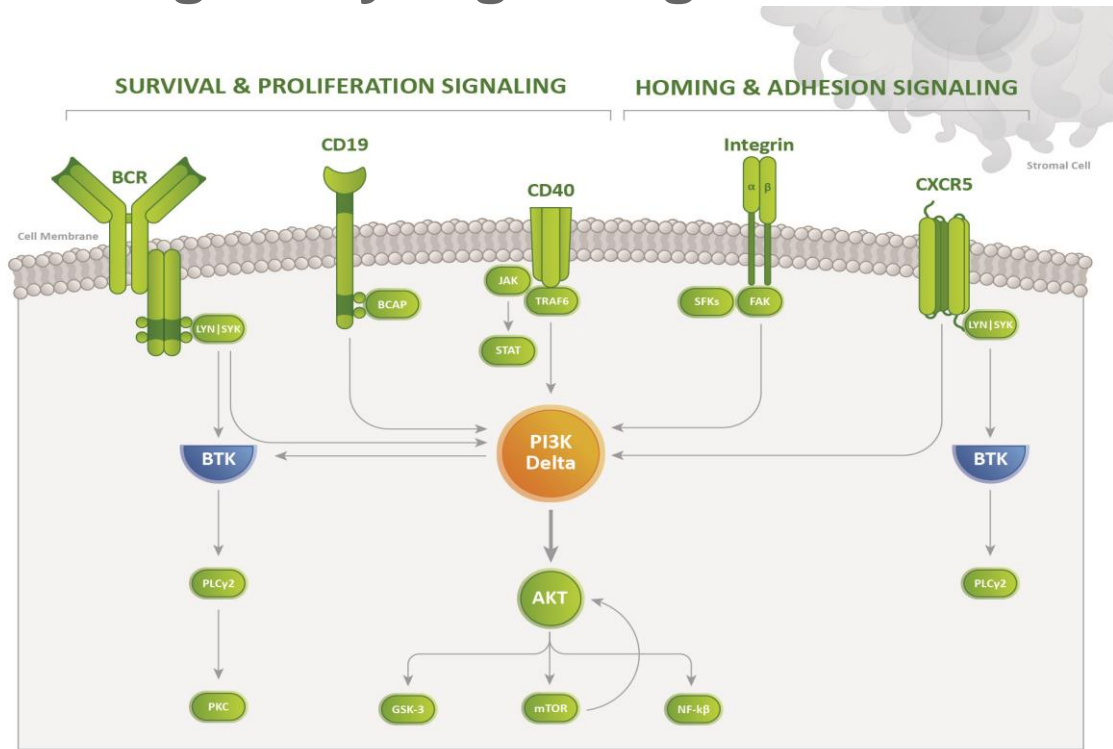 SURVIVAL & PROLIFERATION SIGNALING
HOMING & ADHESION SIGNALING
Stromal Cell
BCR
CD19
CD40
Integrin
CXCR5
Cell Membrane
α β
LYN|SYK
BCAP
JAK
TRAF6
STAT
SFKs
FAK
LYN|SYK
BTK
PI3K
Delta
BTK
PLCγ2
AKT
PLCγ2
PKC
GSK-3
mTOR
NF-kβ